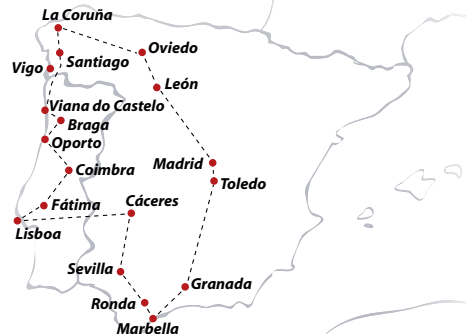 La Coruña
Oviedo
Santiago
Vigo
León
Viana do Castelo
Braga
Oporto
Madrid
Coimbra
Toledo
Cáceres
Fátima
Lisboa
Sevilla
Granada
Ronda
Marbella